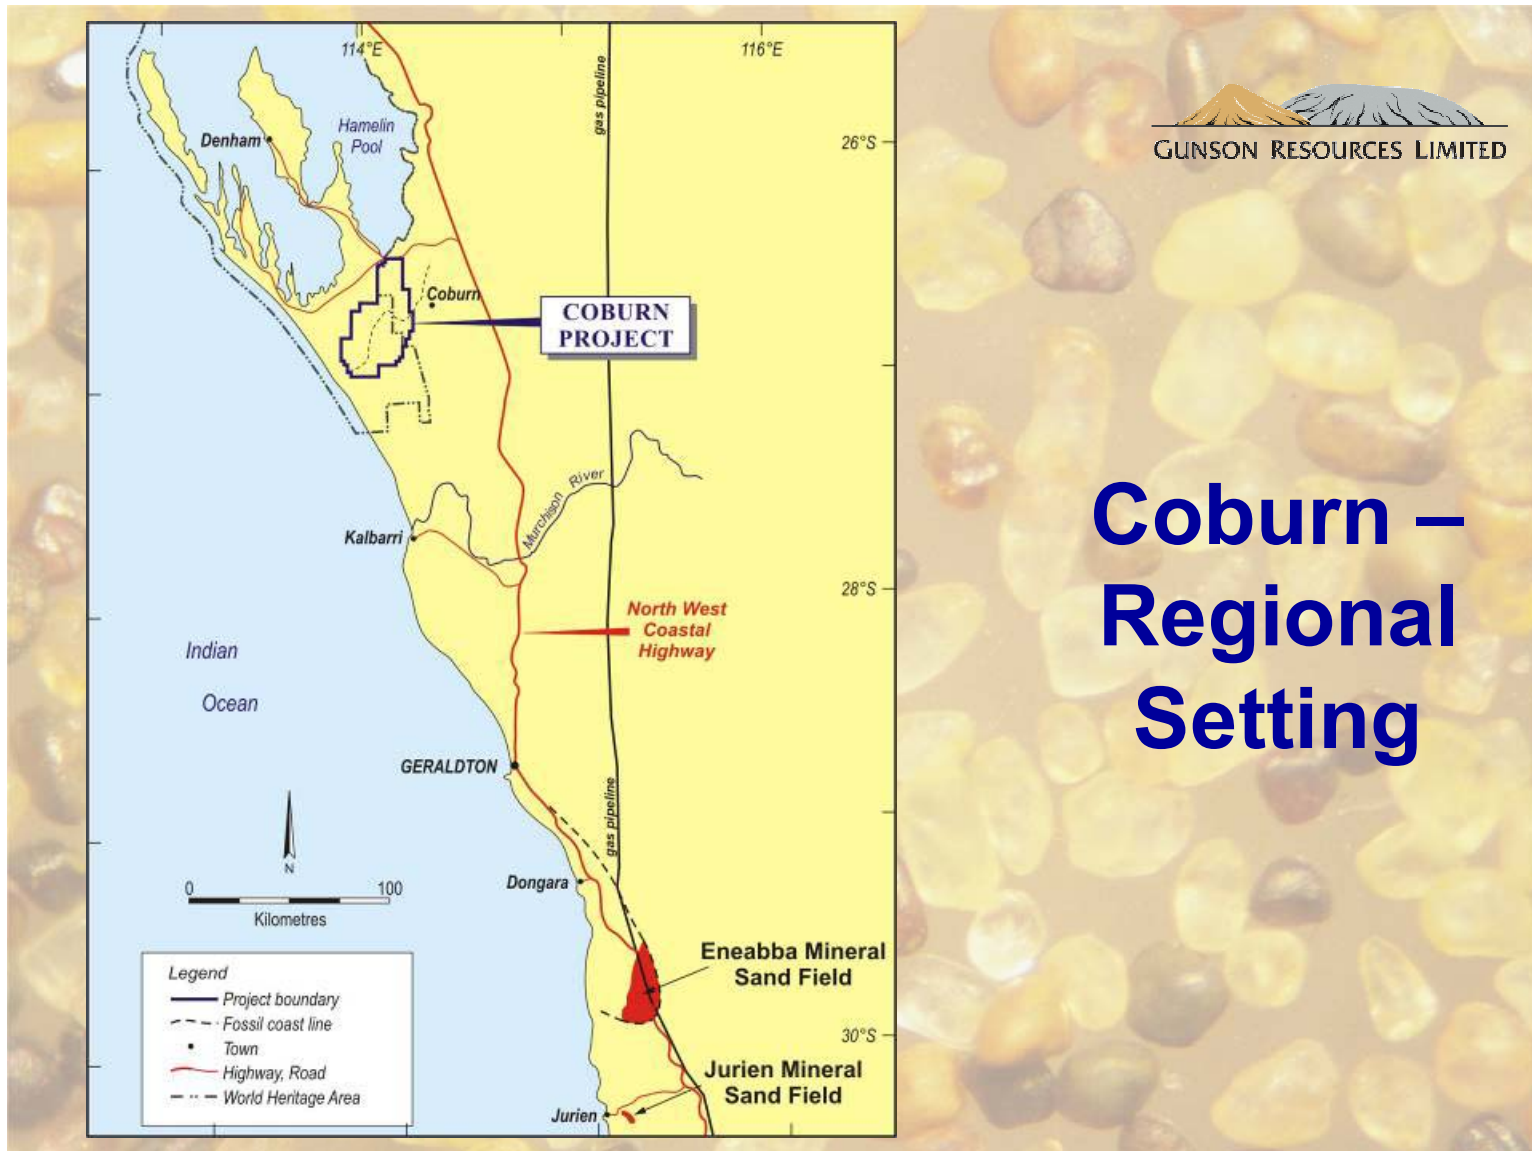 114°E
116°E
gas pipeline
Hamelin
Pool
Denham
26°S
GUNSON RESOURCES LIMITED
Coburn
COBURN
PROJECT
Murchison River
Kalbarri
28°S
North West
Coastal
Highway
Indian
Ocean
GERALDTON
gas pipeline
N
0 100
Kilometres
Dongara
Eneabba Mineral
Sand Field
30°S
Jurien Mineral
Sand Field
Jurien
Legend
Project boundary
Fossil coast line
Town
Highway, Road
World Heritage Area
Coburn –
Regional
Setting